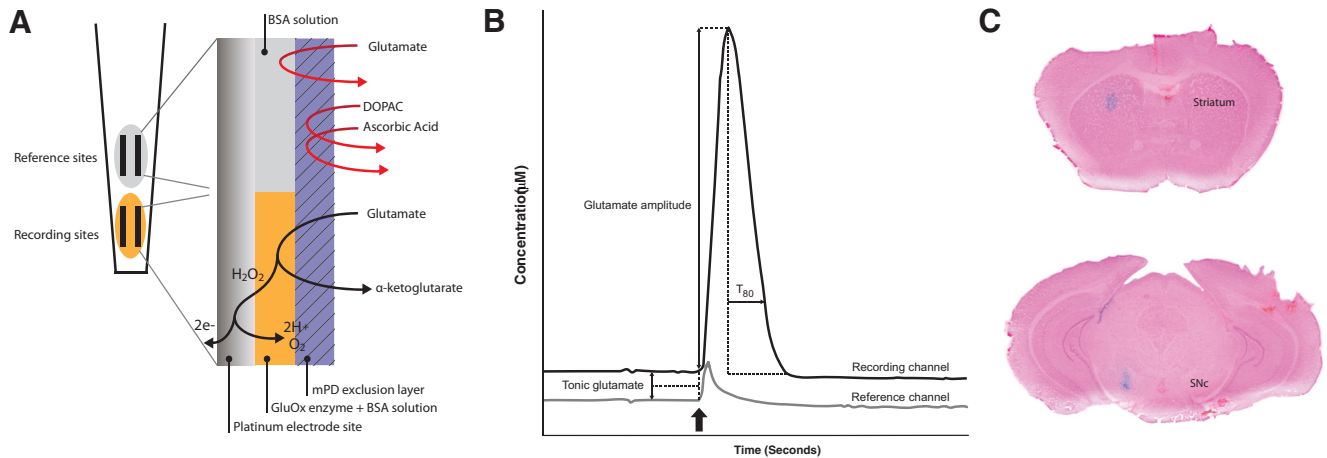 A
BSA solution
Glutamate
DOPAC
Ascorbic Acid
Reference sites
Recording sites
Glutamate
H2O2
α-ketoglutarate
2e-
2H+
O2
mPD exclusion layer
GluOx enzyme + BSA solution
Platinum electrode site
B
Concentration(μM)
Glutamate amplitude
T80
Tonic glutamate
Recording channel
Reference channel
Time (Seconds)
C
Striatum
SNc